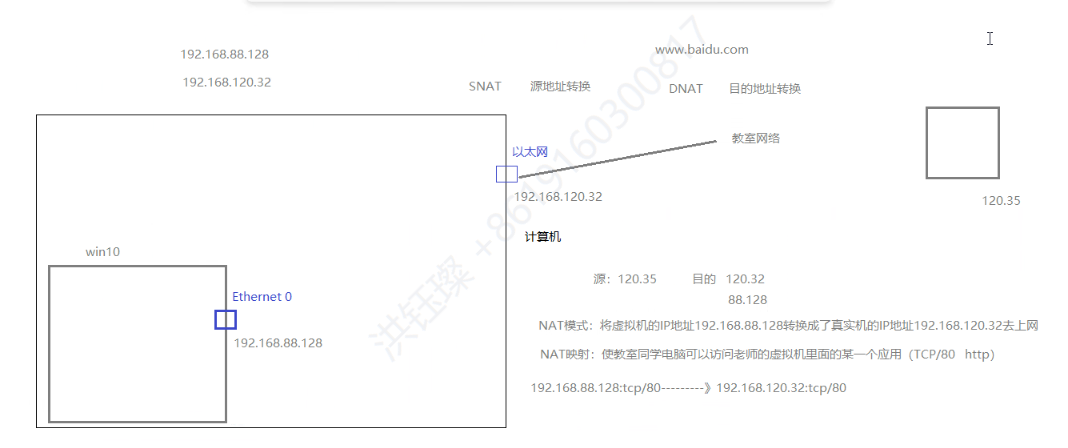 192.168.88.128
www.baidu.com
192.168.120.32
SNAT 源地址转换
DNAT 目的地址转换
教室网络
以太网
192.168.120.32
120.35
计算机
win10
源：120.35 目的 120.32
88.128
Ethernet 0
192.168.88.128
NAT模式：将虚拟机的IP地址192.168.88.128转换成了真实机的IP地址192.168.120.32去上网
NAT映射：使教室同学电脑可以访问老师的虚拟机里面的某一个应用（TCP/80 http）
192.168.88.128:tcp/80---------》192.168.120.32:tcp/80
洪钰璨 +8619160300817